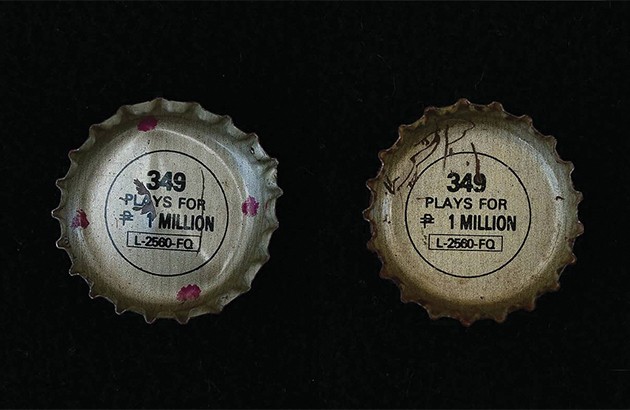 349
PLAYS FOR
₱ 1 MILLION
L-2560-FQ
349
PLAYS FOR
₱ 1 MILLION
L-2560-FQ